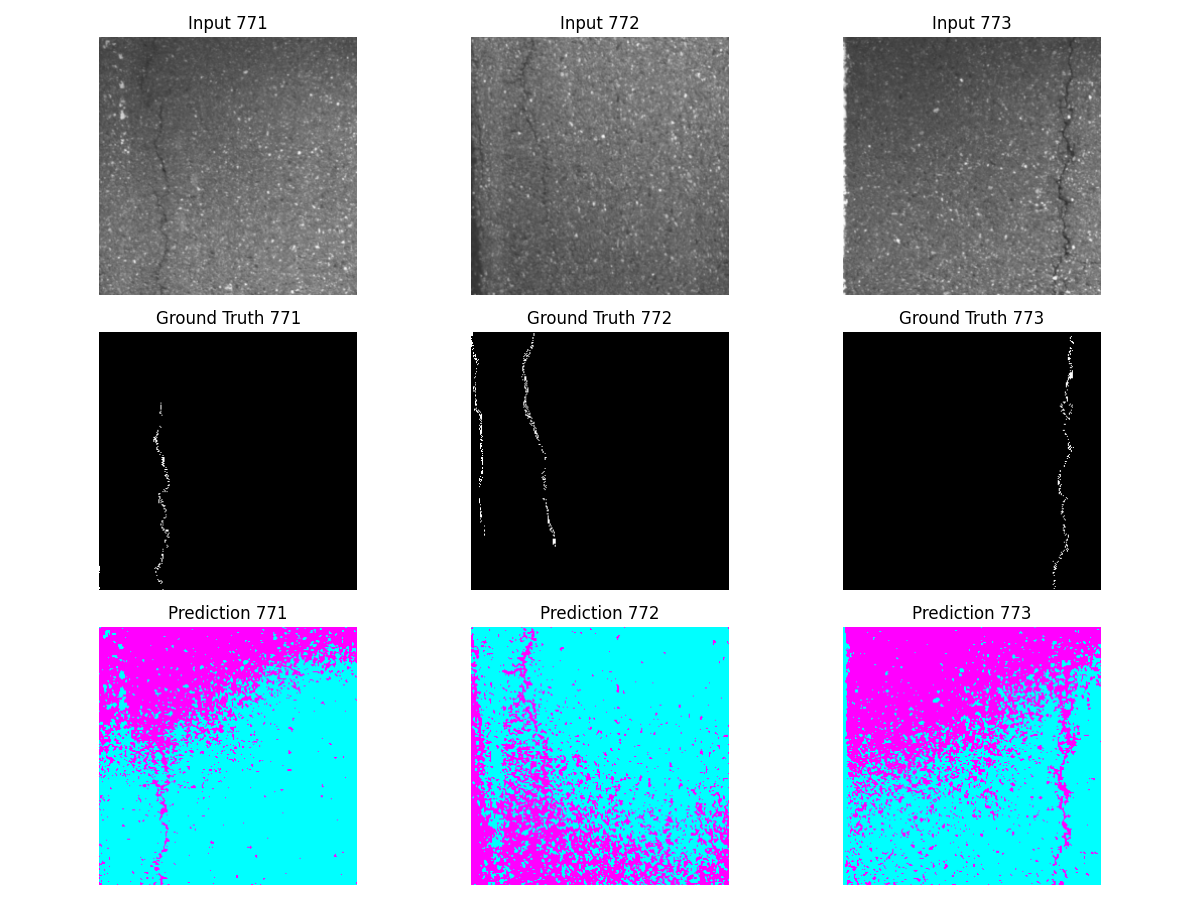 Input 771
Input 772
Input 773
Ground Truth 771
Ground Truth 772
Ground Truth 773
Prediction 771
Prediction 772
Prediction 773